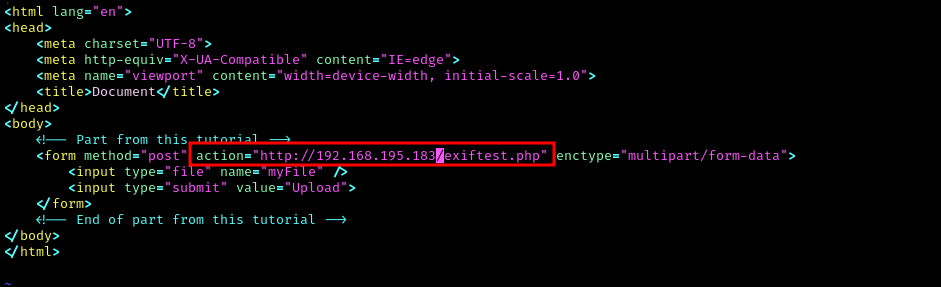 <html lang="en">
<head>
    <meta charset="UTF-8">
    <meta http-equiv="X-UA-Compatible" content="IE=edge">
    <meta name="viewport" content="width=device-width, initial-scale=1.0">
    <title>Document</title>
</head>
<body>
    <!-- Part from this tutorial -->
    <form method="post" action="http://192.168.195.183/exiftest.php" enctype="multipart/form-data">
        <input type="file" name="myFile" />
        <input type="submit" value="Upload">
    </form>
    <!-- End of part from this tutorial -->
</body>
</html>
~